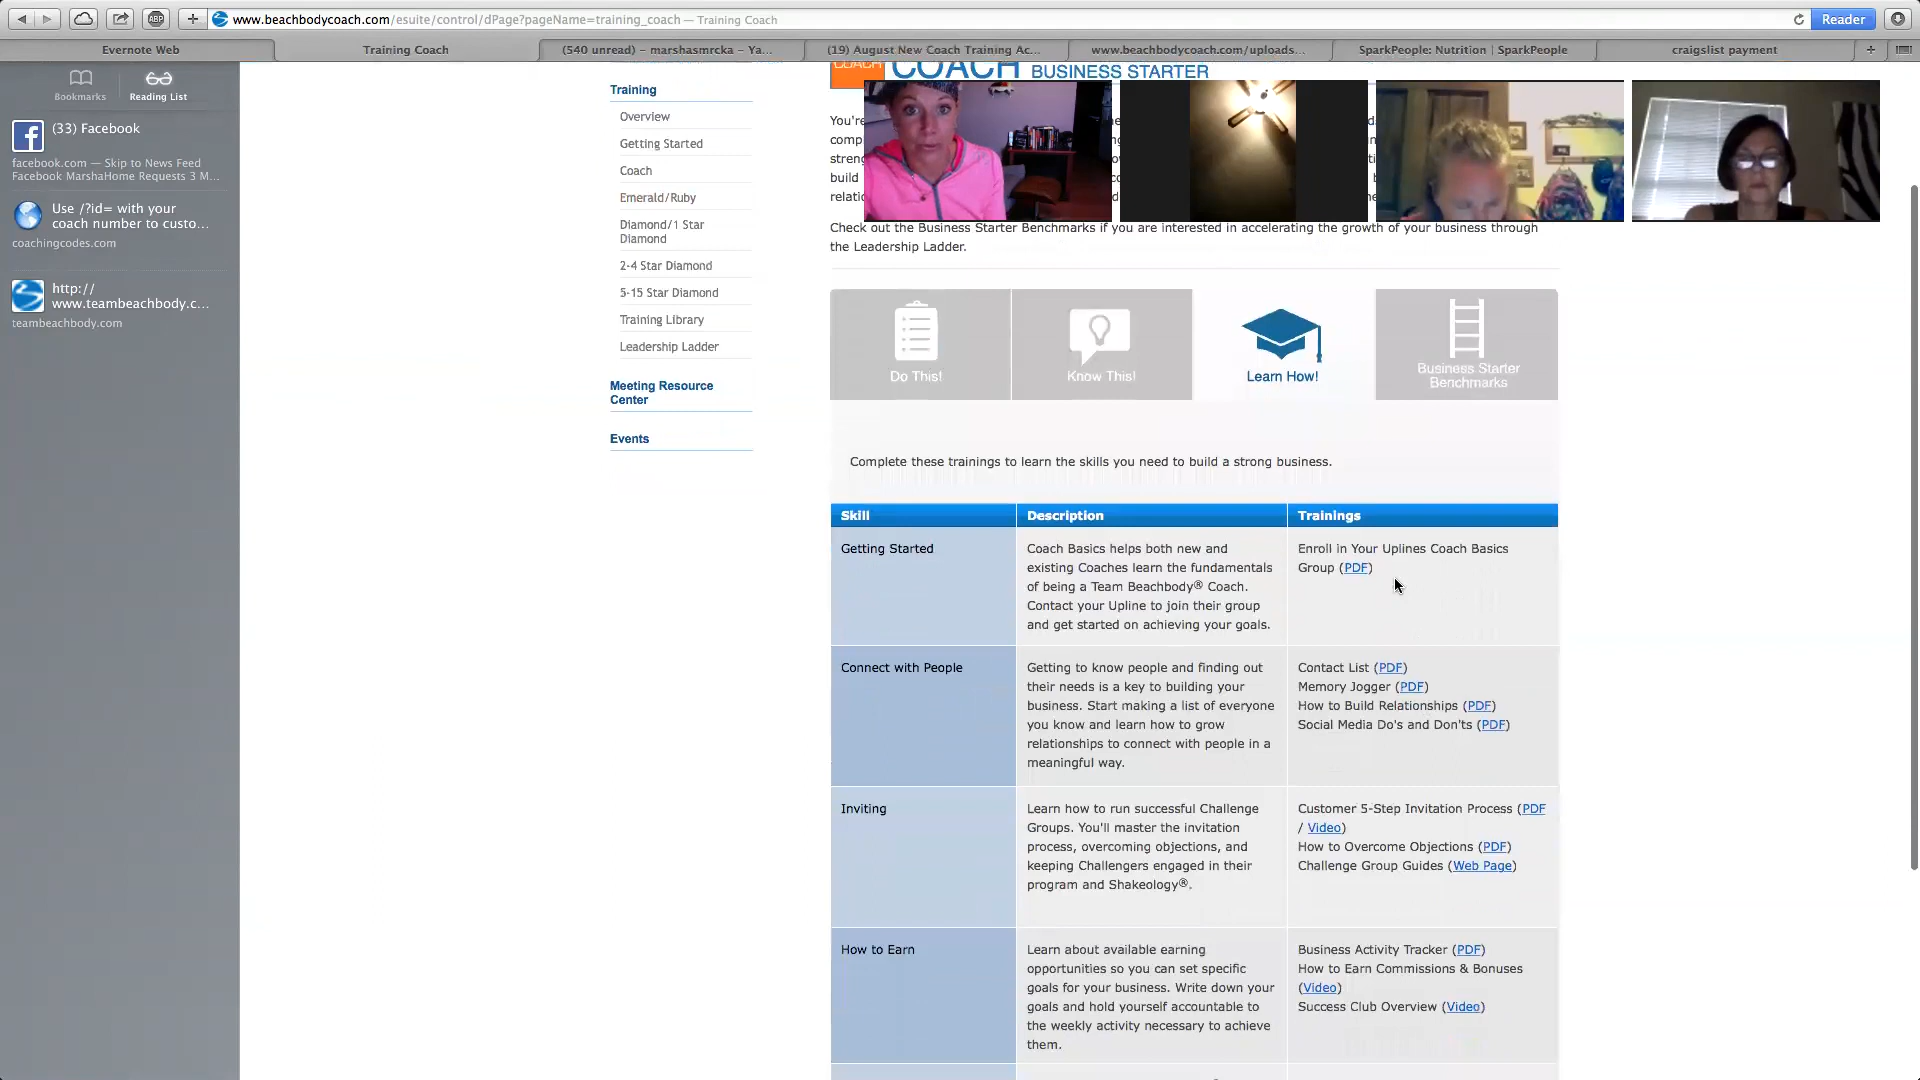 www.beachbodycoach.com/esuite/control/dPage?pageName=training_coach — Training Coach
Reader
ABP
Evernote Web
Training Coach
(540 unread) – marshasmrcka – Ya...
(19) August New Coach Training Ac...
www.beachbodycoach.com/uploads...
SparkPeople: Nutrition | SparkPeople
craigslist payment
Bookmarks
Reading List
(33) Facebook
facebook.com — Skip to News Feed
Facebook MarshaHome Requests 3 M...
Use /?id= with your
coach number to custo...
coachingcodes.com
http://
www.teambeachbody.c...
teambeachbody.com
Training
Overview
Getting Started
Coach
Emerald/Ruby
Diamond/1 Star
Diamond
2-4 Star Diamond
5-15 Star Diamond
Training Library
Leadership Ladder
Meeting Resource
Center
Events
COACH
COACH BUSINESS STARTER
You're
comp
stren
build
relati
Check out the Business Starter Benchmarks if you are interested in accelerating the growth of your business through
the Leadership Ladder.
Do This!
Know This!
Learn How!
Business Starter
Benchmarks
Complete these trainings to learn the skills you need to build a strong business.
Skill
Description
Trainings
Getting Started
Coach Basics helps both new and
existing Coaches learn the fundamentals
of being a Team Beachbody® Coach.
Contact your Upline to join their group
and get started on achieving your goals.
Enroll in Your Uplines Coach Basics
Group (PDF)
Connect with People
Getting to know people and finding out
their needs is a key to building your
business. Start making a list of everyone
you know and learn how to grow
relationships to connect with people in a
meaningful way.
Contact List (PDF)
Memory Jogger (PDF)
How to Build Relationships (PDF)
Social Media Do's and Don'ts (PDF)
Inviting
Learn how to run successful Challenge
Groups. You'll master the invitation
process, overcoming objections, and
keeping Challengers engaged in their
program and Shakeology®.
Customer 5-Step Invitation Process (PDF
/ Video)
How to Overcome Objections (PDF)
Challenge Group Guides (Web Page)
How to Earn
Learn about available earning
opportunities so you can set specific
goals for your business. Write down your
goals and hold yourself accountable to
the weekly activity necessary to achieve
them.
Business Activity Tracker (PDF)
How to Earn Commissions & Bonuses
(Video)
Success Club Overview (Video)